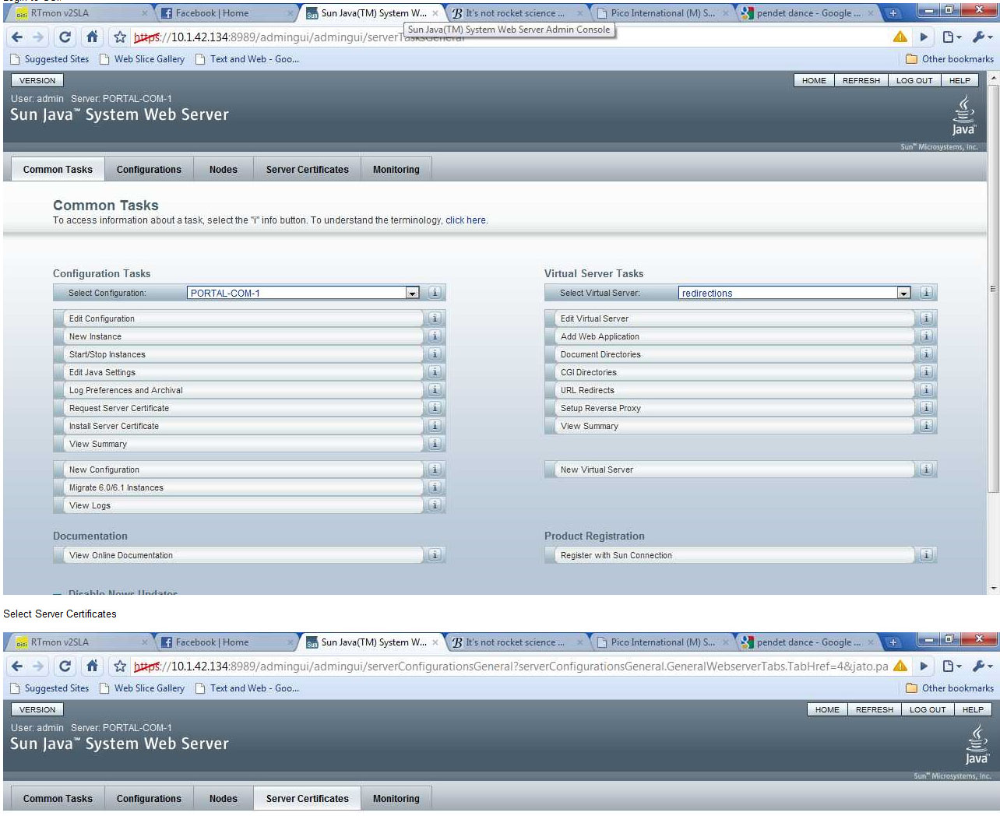 RTmon v2SLA Facebook | Home Sun Java(TM) System W... It's not rocket science ... Pico International (M) S... pendet dance - Google ...
Sun Java(TM) System Web Server Admin Console
https://10.1.42.134:8989/admingui/admingui/serverTasksGeneral
Suggested Sites Web Slice Gallery Text and Web - Goo... Other bookmarks
VERSION HOME REFRESH LOG OUT HELP
User: admin Server: PORTAL-COM-1
Sun Java™ System Web Server
Java™
Sun™ Microsystems, Inc.
Common Tasks Configurations Nodes Server Certificates Monitoring
Common Tasks
To access information about a task, select the "i" info button. To understand the terminology, click here.
Configuration Tasks Virtual Server Tasks
Select Configuration: PORTAL-COM-1 i Select Virtual Server: redirections i
Edit Configuration i Edit Virtual Server i
New Instance i Add Web Application i
Start/Stop Instances i Document Directories i
Edit Java Settings i CGI Directories i
Log Preferences and Archival i URL Redirects i
Request Server Certificate i Setup Reverse Proxy i
Install Server Certificate i View Summary i
View Summary i
New Configuration i New Virtual Server i
Migrate 6.0/6.1 Instances i
View Logs i
Documentation Product Registration
View Online Documentation i Register with Sun Connection i
Disable News Updates
Select Server Certificates
RTmon v2SLA Facebook | Home Sun Java(TM) System W... It's not rocket science ... Pico International (M) S... pendet dance - Google ...
https://10.1.42.134:8989/admingui/admingui/serverConfigurationsGeneral?serverConfigurationsGeneral.GeneralWebserverTabs.TabHref=4&jato.pa
Suggested Sites Web Slice Gallery Text and Web - Goo... Other bookmarks
VERSION HOME REFRESH LOG OUT HELP
User: admin Server: PORTAL-COM-1
Sun Java™ System Web Server
Java™
Sun™ Microsystems, Inc.
Common Tasks Configurations Nodes Server Certificates Monitoring